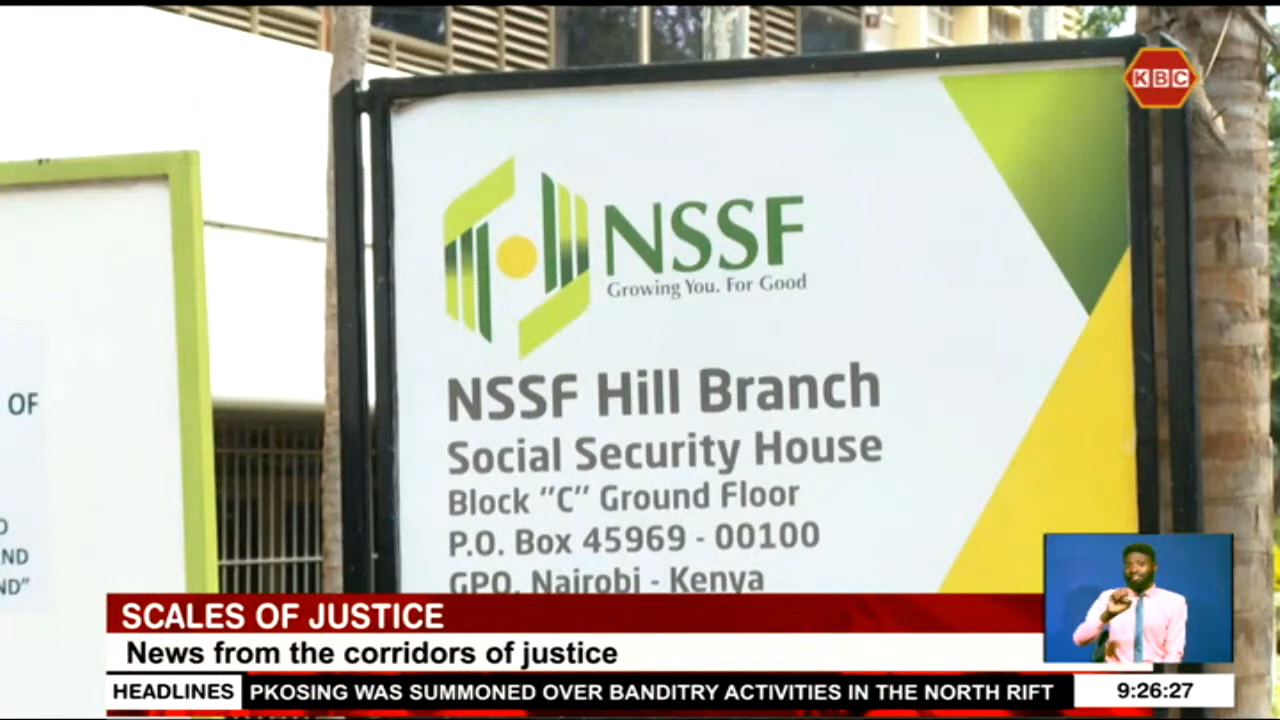 KBC
NSSF
Growing You. For Good
NSSF Hill Branch
Social Security House
Block "C" Ground Floor
P.O. Box 45969 - 00100
GPO, Nairobi - Kenya
OF
ND"
SCALES OF JUSTICE
News from the corridors of justice
HEADLINES PKOSING WAS SUMMONED OVER BANDITRY ACTIVITIES IN THE NORTH RIFT 9:26:27